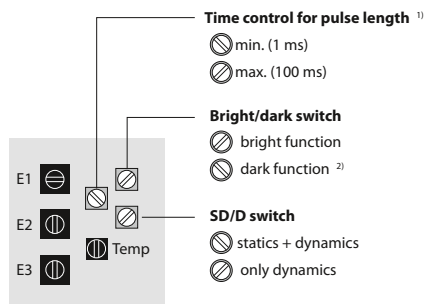 Time control for pulse length 1)
min. (1 ms)
max. (100 ms)
Bright/dark switch
bright function
dark function 2)
SD/D switch
statics + dynamics
only dynamics
E1
E2
E3
Temp